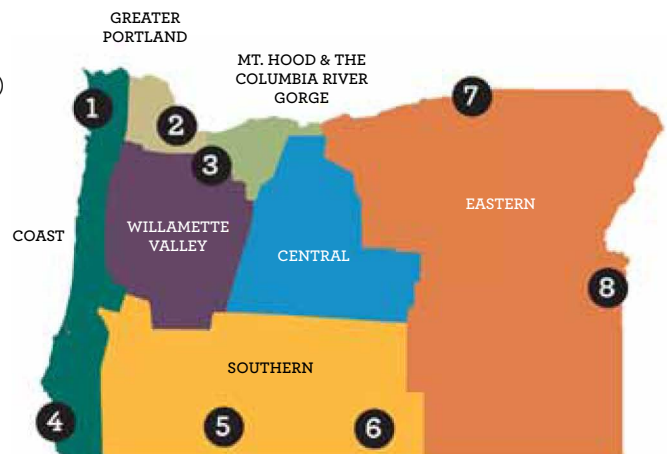 GREATER
PORTLAND
MT. HOOD & THE
COLUMBIA RIVER
GORGE
)
1
2
3
7
COAST
WILLAMETTE
VALLEY
CENTRAL
EASTERN
8
SOUTHERN
4
5
6